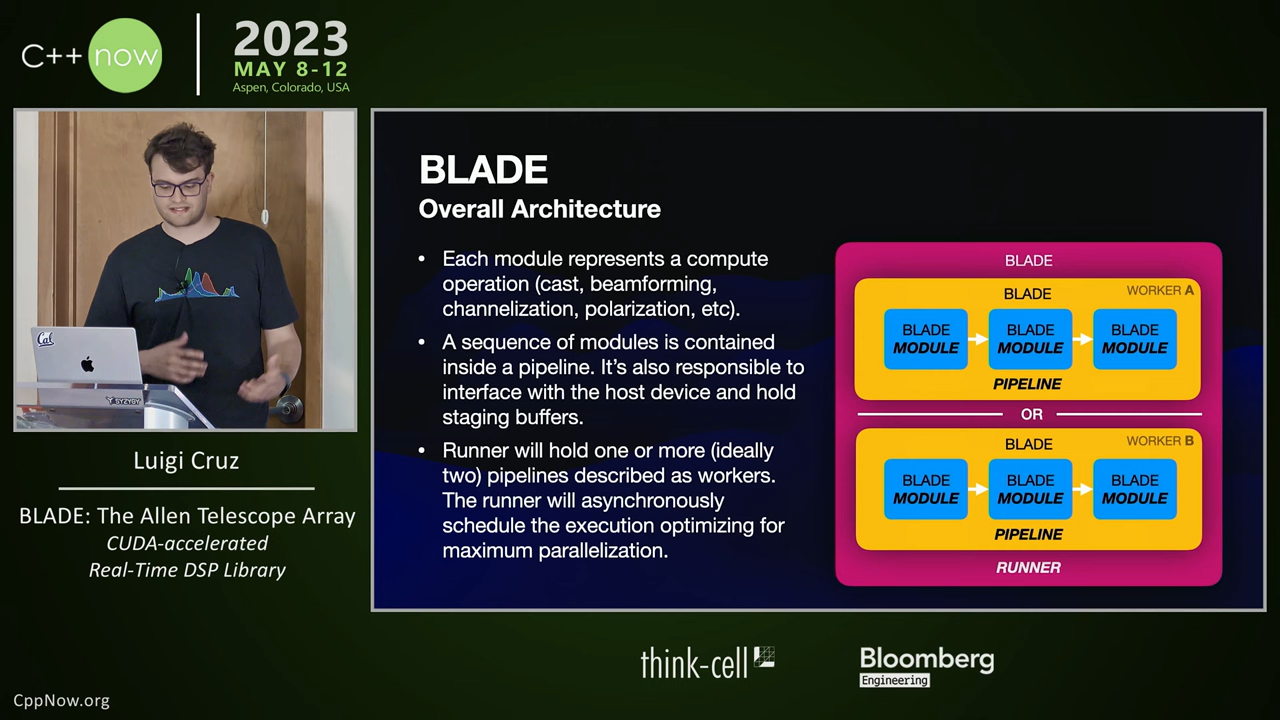 C++ now
2023
MAY 8-12
Aspen, Colorado, USA
Cal
SYZYGY
Luigi Cruz
BLADE: The Allen Telescope Array
CUDA-accelerated
Real-Time DSP Library
BLADE
Overall Architecture
• Each module represents a compute
operation (cast, beamforming,
channelization, polarization, etc).
• A sequence of modules is contained
inside a pipeline. It’s also responsible to
interface with the host device and hold
staging buffers.
• Runner will hold one or more (ideally
two) pipelines described as workers.
The runner will asynchronously
schedule the execution optimizing for
maximum parallelization.
BLADE
BLADE WORKER A
BLADE BLADE BLADE
MODULE MODULE MODULE
PIPELINE
OR
BLADE WORKER B
BLADE BLADE BLADE
MODULE MODULE MODULE
PIPELINE
RUNNER
think-cell
Bloomberg
Engineering
CppNow.org